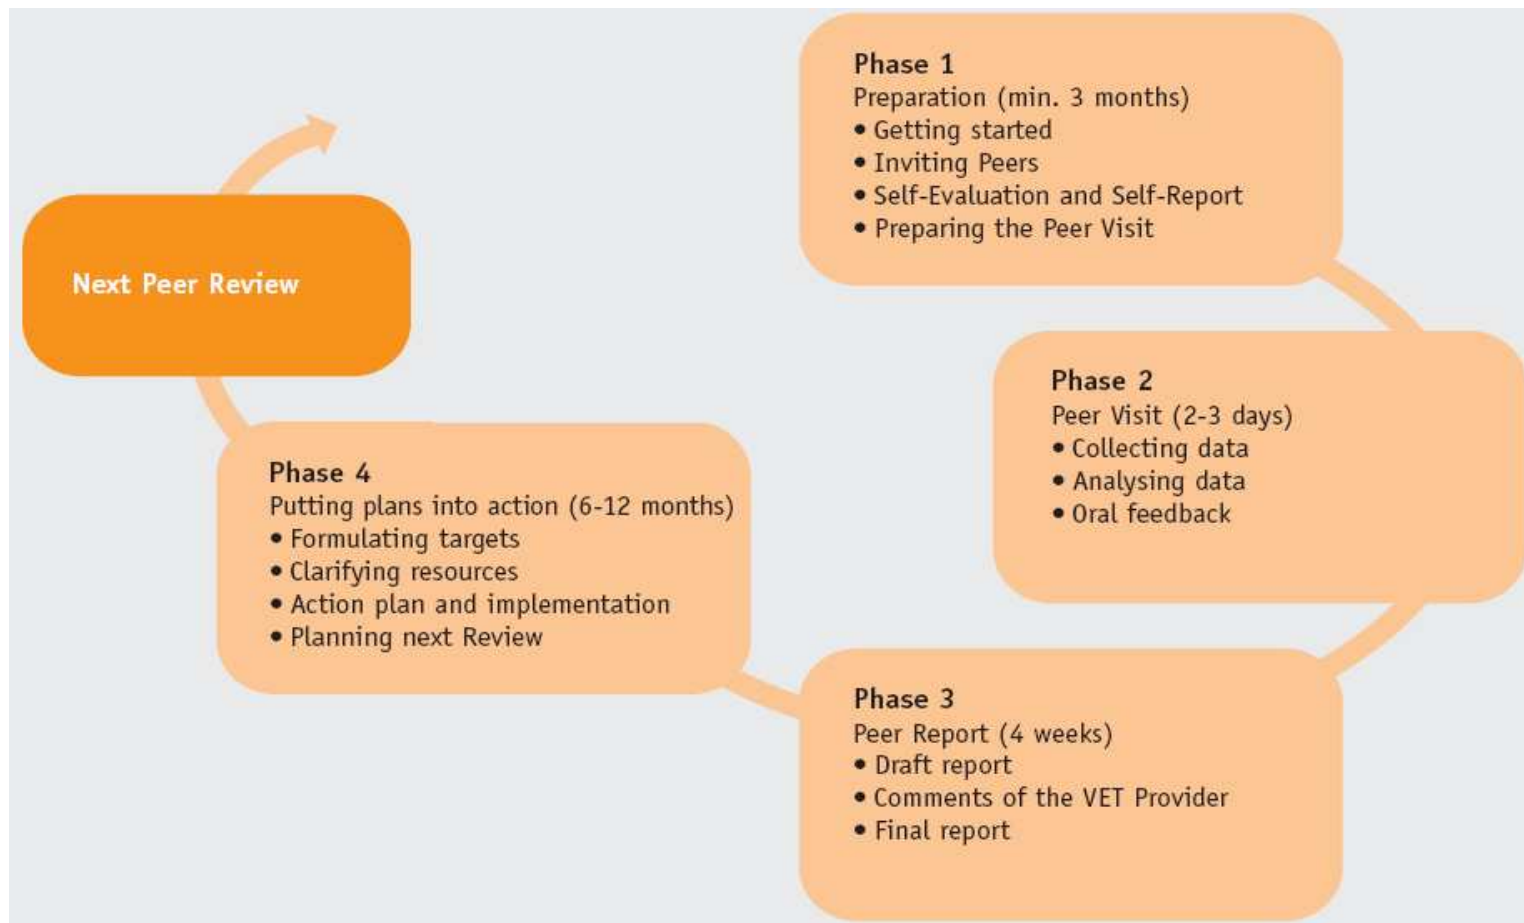 Phase 1
Preparation (min. 3 months)
• Getting started
• Inviting Peers
• Self-Evaluation and Self-Report
• Preparing the Peer Visit
Phase 2
Peer Visit (2-3 days)
• Collecting data
• Analysing data
• Oral feedback
Phase 3
Peer Report (4 weeks)
• Draft report
• Comments of the VET Provider
• Final report
Phase 4
Putting plans into action (6-12 months)
• Formulating targets
• Clarifying resources
• Action plan and implementation
• Planning next Review
Next Peer Review